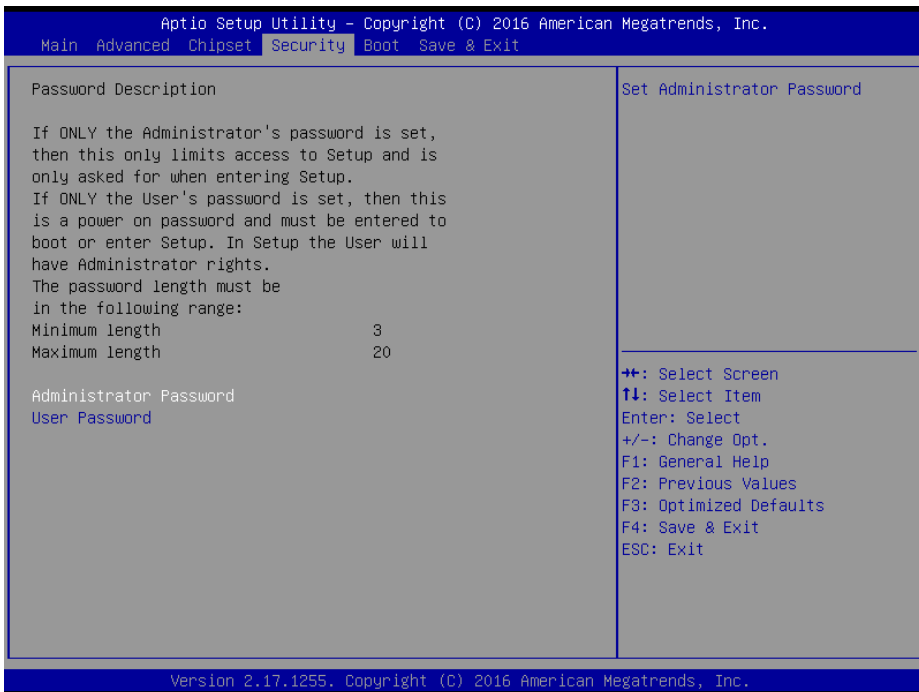 Aptio Setup Utility – Copyright (C) 2016 American Megatrends, Inc.
Main Advanced Chipset Security Boot Save & Exit
Password Description
If ONLY the Administrator's password is set,
then this only limits access to Setup and is
only asked for when entering Setup.
If ONLY the User's password is set, then this
is a power on password and must be entered to
boot or enter Setup. In Setup the User will
have Administrator rights.
The password length must be
in the following range:
Minimum length 3
Maximum length 20
Administrator Password
User Password
Set Administrator Password
→←: Select Screen
↑↓: Select Item
Enter: Select
+/-: Change Opt.
F1: General Help
F2: Previous Values
F3: Optimized Defaults
F4: Save & Exit
ESC: Exit
Version 2.17.1255. Copyright (C) 2016 American Megatrends, Inc.